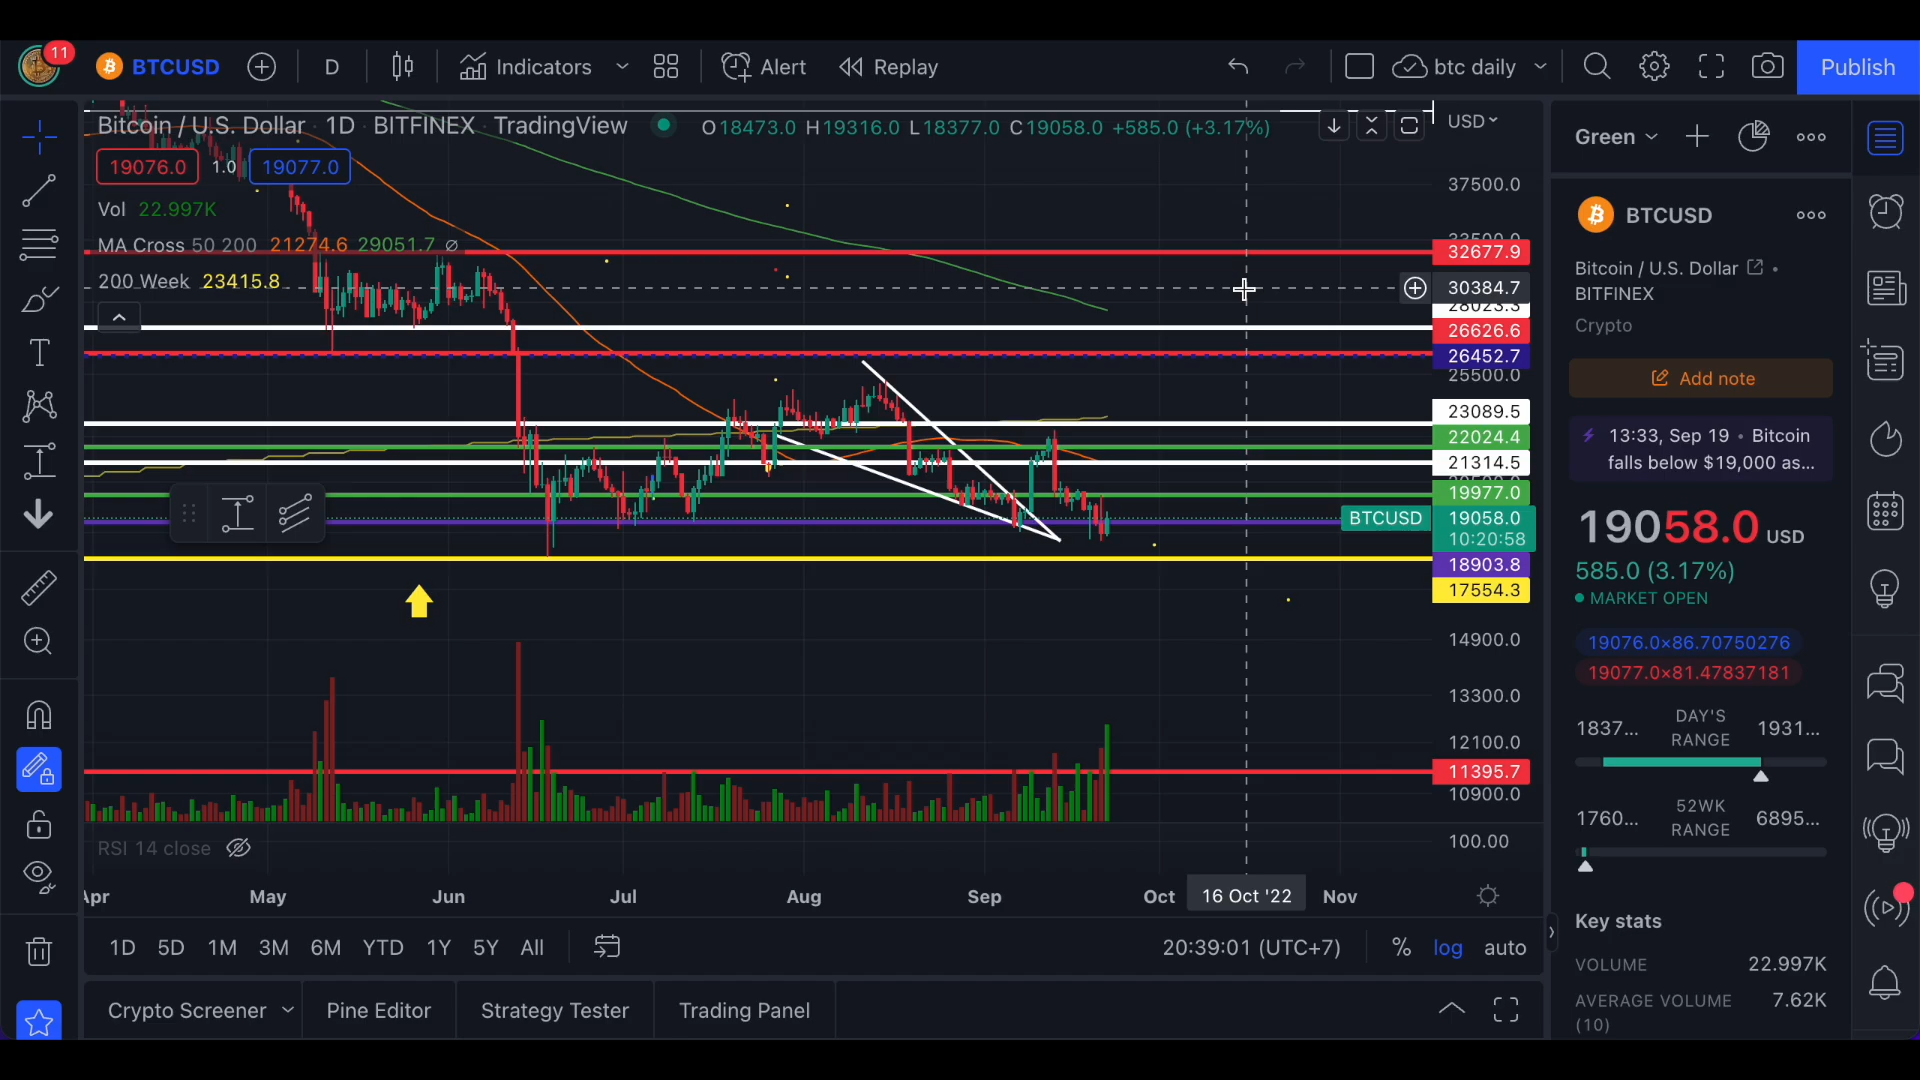 11
BTCUSD
D
Indicators
Alert
Replay
btc daily
Publish
Bitcoin / U.S. Dollar · 1D · BITFINEX · TradingView
O18473.0 H19316.0 L18377.0 C19058.0 +585.0 (+3.17%)
USD
19076.0
1.0
19077.0
Vol 22.997K
MA Cross 50 200 21274.6 29051.7 ∅
200 Week 23415.8
37500.0
32677.9
30384.7
28023.3
26626.6
26452.7
25500.0
23089.5
22024.4
21314.5
19977.0
BTCUSD
19058.0
10:20:58
18903.8
17554.3
14900.0
13300.0
12100.0
11395.7
10900.0
RSI 14 close
100.00
Apr
May
Jun
Jul
Aug
Sep
Oct
16 Oct '22
Nov
1D
5D
1M
3M
6M
YTD
1Y
5Y
All
20:39:01 (UTC+7)
%
log
auto
Crypto Screener
Pine Editor
Strategy Tester
Trading Panel
Green
BTCUSD
Bitcoin / U.S. Dollar •
BITFINEX
Crypto
Add note
13:33, Sep 19 • Bitcoin
falls below $19,000 as...
19058.0 USD
585.0 (3.17%)
MARKET OPEN
19076.0×86.70750276
19077.0×81.47837181
1837...
DAY'S
RANGE
1931...
1760...
52WK
RANGE
6895...
Key stats
VOLUME
22.997K
AVERAGE VOLUME
(10)
7.62K